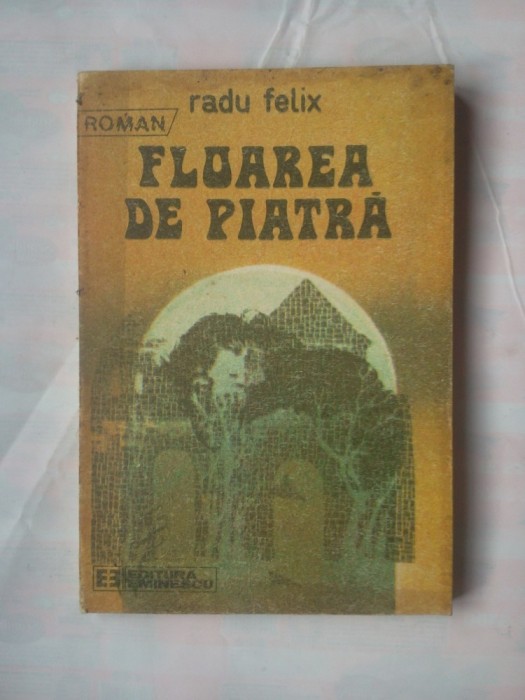 radu felix
ROMAN
FLOAREA
DE PIATRĂ
EDITURA
EMINESCU